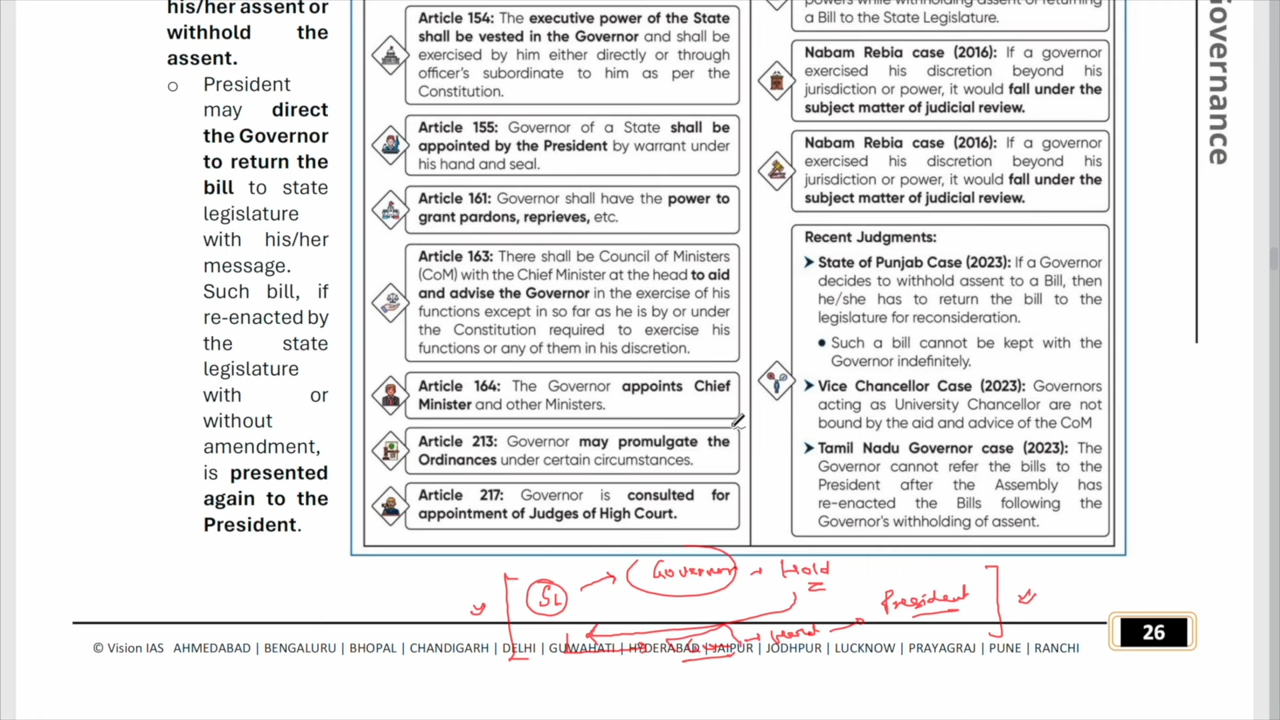 his/her assent or
withhold the
assent.
o President
may direct
the Governor
to return the
bill to state
legislature
with his/her
message.
Such bill, if
re-enacted by
the state
legislature
with or
without
amendment,
is presented
again to the
President.
Article 154: The executive power of the State
shall be vested in the Governor and shall be
exercised by him either directly or through
officer's subordinate to him as per the
Constitution.
Article 155: Governor of a State shall be
appointed by the President by warrant under
his hand and seal.
Article 161: Governor shall have the power to
grant pardons, reprieves, etc.
Article 163: There shall be Council of Ministers
(CoM) with the Chief Minister at the head to aid
and advise the Governor in the exercise of his
functions except in so far as he is by or under
the Constitution required to exercise his
functions or any of them in his discretion.
Article 164: The Governor appoints Chief
Minister and other Ministers.
Article 213: Governor may promulgate the
Ordinances under certain circumstances.
Article 217: Governor is consulted for
appointment of Judges of High Court.
powers while withholding assent or returning
a Bill to the State Legislature.
Nabam Rebia case (2016): If a governor
exercised his discretion beyond his
jurisdiction or power, it would fall under the
subject matter of judicial review.
Nabam Rebia case (2016): If a governor
exercised his discretion beyond his
jurisdiction or power, it would fall under the
subject matter of judicial review.
Recent Judgments:
State of Punjab Case (2023): If a Governor
decides to withhold assent to a Bill, then
he/she has to return the bill to the
legislature for reconsideration.
• Such a bill cannot be kept with the
Governor indefinitely.
Vice Chancellor Case (2023): Governors
acting as University Chancellor are not
bound by the aid and advice of the CoM
Tamil Nadu Governor case (2023): The
Governor cannot refer the bills to the
President after the Assembly has
re-enacted the Bills following the
Governor's withholding of assent.
Governance
SL → Governor → Hold
President
26
© Vision IAS AHMEDABAD | BENGALURU | BHOPAL | CHANDIGARH | DELHI | GUWAHATI | HYDERABAD | JAIPUR | JODHPUR | LUCKNOW | PRAYAGRAJ | PUNE | RANCHI